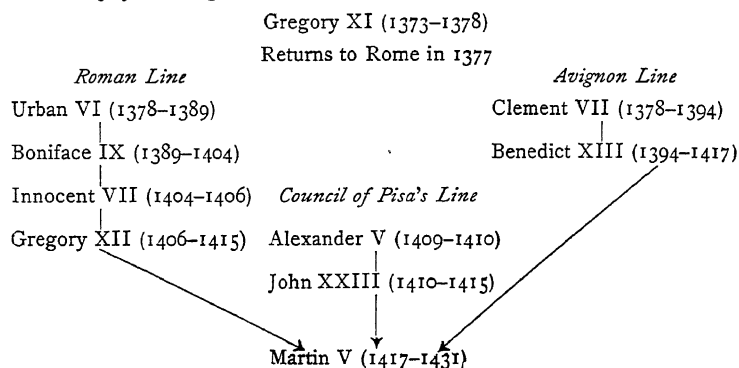 Gregory XI (1373–1378)
Returns to Rome in 1377
Roman Line
Avignon Line
Urban VI (1378–1389)
Clement VII (1378–1394)
Boniface IX (1389–1404)
Benedict XIII (1394–1417)
Innocent VII (1404–1406)
Council of Pisa's Line
Gregory XII (1406–1415)
Alexander V (1409–1410)
John XXIII (1410–1415)
Martin V (1417–1431)